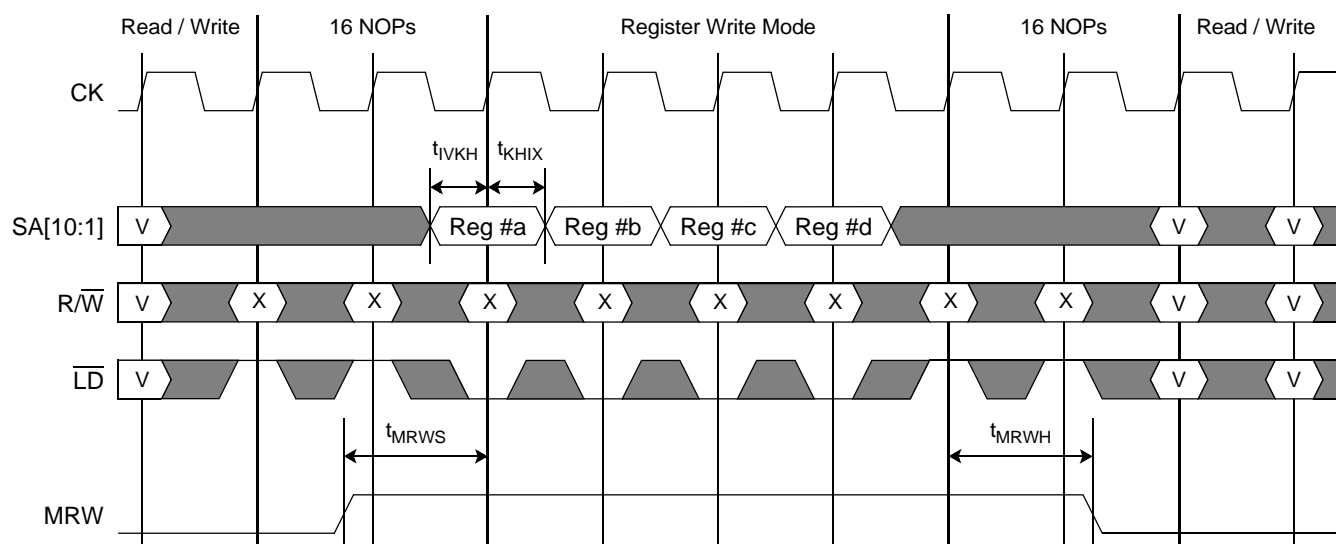 Read / Write 16 NOPs Register Write Mode 16 NOPs Read / Write
CK
tIVKH tKHIX
SA[10:1] V Reg #a Reg #b Reg #c Reg #d V V
R/W̅ V X X X X X X X X V V
L̅D̅ V V V
tMRWS tMRWH
MRW